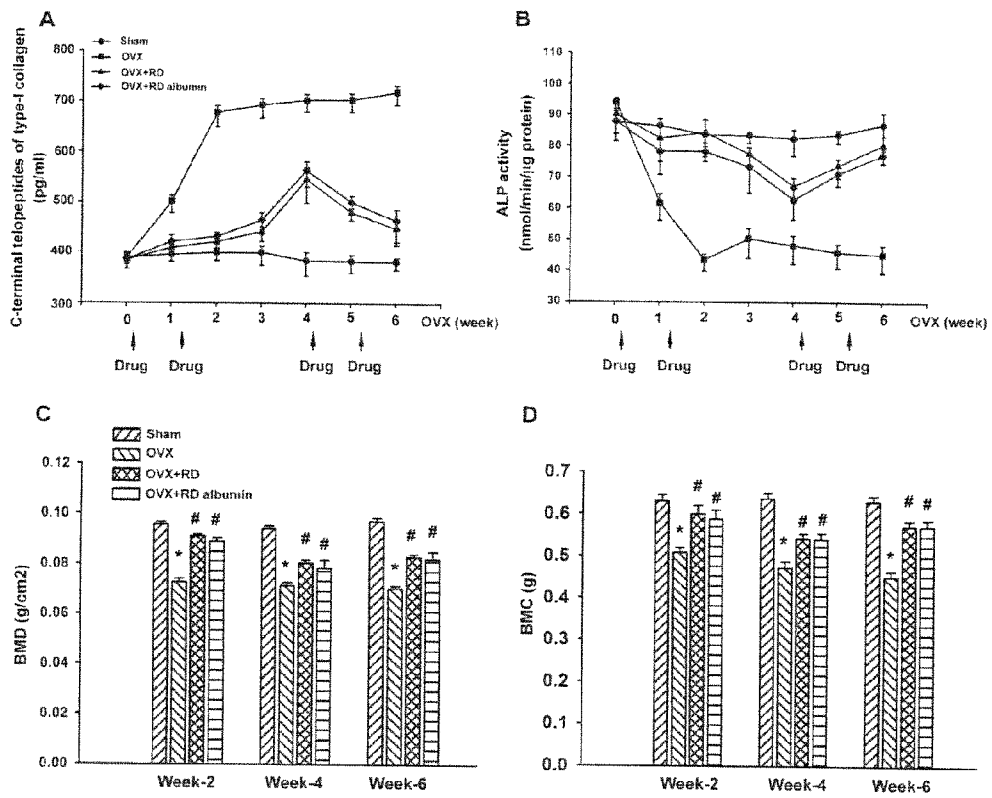 A
Sham
OVX
OVX+RD
OVX+RD albumin
C-terminal telopeptides of type-I collagen
(pg/ml)
800
700
600
500
400
300
0 1 2 3 4 5 6 OVX (week)
Drug Drug Drug Drug
B
ALP activity
(nmol/min/μg protein)
110
100
90
80
70
60
50
40
30
0 1 2 3 4 5 6 OVX (week)
Drug Drug Drug Drug
C
Sham
OVX
OVX+RD
OVX+RD albumin
BMD (g/cm2)
0.12
0.10
0.08
0.06
0.04
0.02
0.00
* # # * # # * # #
Week-2 Week-4 Week-6
D
BMC (g)
0.7
0.6
0.5
0.4
0.3
0.2
0.1
0.0
* # # * # # * # #
Week-2 Week-4 Week-6